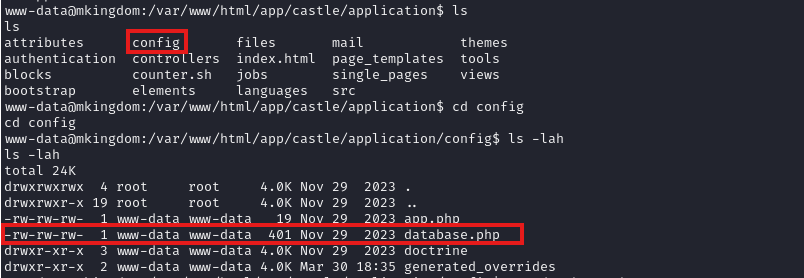 www-data@mkingdom:/var/www/html/app/castle/application$ ls
ls
attributes config files mail themes
authentication controllers index.html page_templates tools
blocks counter.sh jobs single_pages views
bootstrap elements languages src
www-data@mkingdom:/var/www/html/app/castle/application$ cd config
cd config
www-data@mkingdom:/var/www/html/app/castle/application/config$ ls -lah
ls -lah
total 24K
drwxrwxrwx 4 root root 4.0K Nov 29 2023 .
drwxrwxr-x 19 root root 4.0K Nov 29 2023 ..
-rw-rw-rw- 1 www-data www-data 19 Nov 29 2023 app.php
-rw-rw-rw- 1 www-data www-data 401 Nov 29 2023 database.php
drwxr-xr-x 3 www-data www-data 4.0K Nov 29 2023 doctrine
drwxr-xr-x 2 www-data www-data 4.0K Mar 30 18:35 generated_overrides